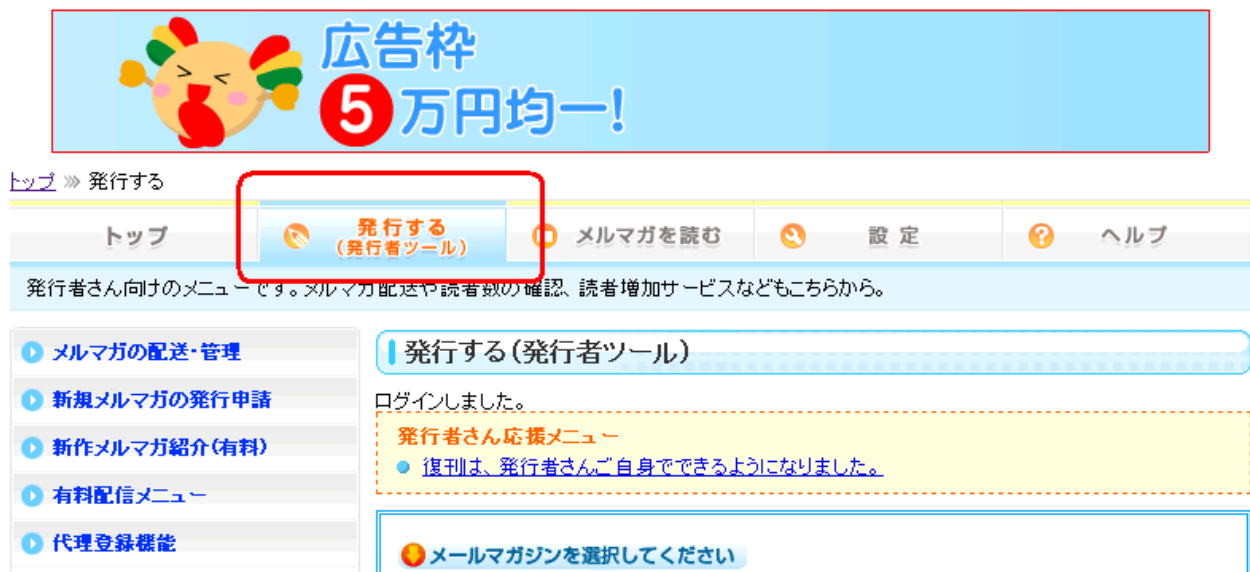 広告枠
5万円均一!
トップ ⋙ 発行する
トップ
発行する
(発行者ツール)
メルマガを読む
設定
ヘルプ
発行者さん向けのメニューです。メルマガ配送や読者数の確認、読者増加サービスなどもこちらから。
メルマガの配送・管理
新規メルマガの発行申請
新作メルマガ紹介(有料)
有料配信メニュー
代理登録機能
発行する(発行者ツール)
ログインしました。
発行者さん応援メニュー
復刊は、発行者さんご自身でできるようになりました。
メールマガジンを選択してください